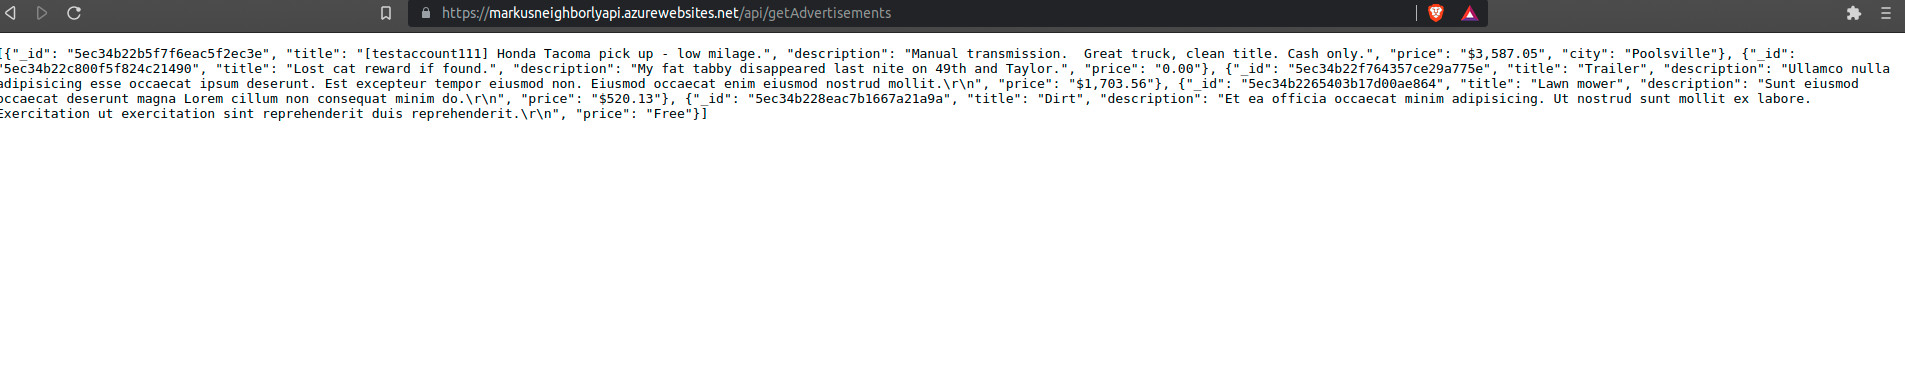 https://markusneighborlyapi.azurewebsites.net/api/getAdvertisements
[{"_id": "5ec34b22b5f7f6eac5f2ec3e", "title": "[testaccount111] Honda Tacoma pick up - low milage.", "description": "Manual transmission.  Great truck, clean title. Cash only.", "price": "$3,587.05", "city": "Poolsville"}, {"_id":
"5ec34b22c800f5f824c21490", "title": "Lost cat reward if found.", "description": "My fat tabby disappeared last nite on 49th and Taylor.", "price": "0.00"}, {"_id": "5ec34b22f764357ce29a775e", "title": "Trailer", "description": "Ullamco nulla
adipisicing esse occaecat ipsum deserunt. Est excepteur tempor eiusmod non. Eiusmod occaecat enim eiusmod nostrud mollit.\r\n", "price": "$1,703.56"}, {"_id": "5ec34b2265403b17d00ae864", "title": "Lawn mower", "description": "Sunt eiusmod
occaecat deserunt magna Lorem cillum non consequat minim do.\r\n", "price": "$520.13"}, {"_id": "5ec34b228eac7b1667a21a9a", "title": "Dirt", "description": "Et ea officia occaecat minim adipisicing. Ut nostrud sunt mollit ex labore.
Exercitation ut exercitation sint reprehenderit duis reprehenderit.\r\n", "price": "Free"}]